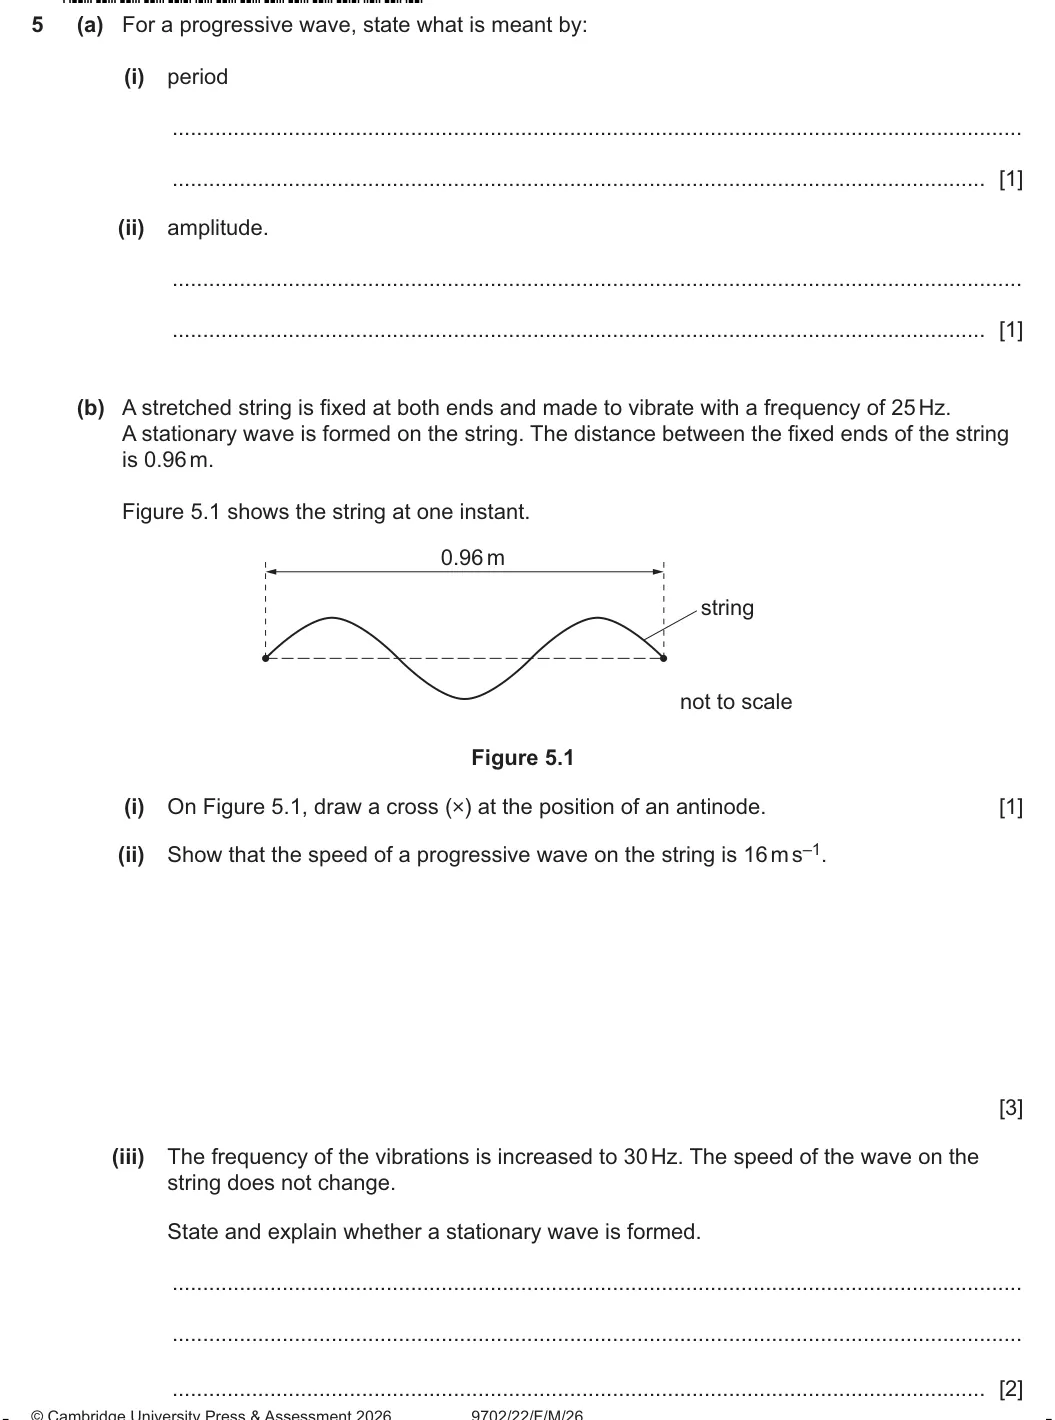 5 (a) For a progressive wave, state what is meant by:
(i) period
........................................................................................................................................
.................................................................................................................................. [1]
(ii) amplitude.
........................................................................................................................................
.................................................................................................................................. [1]
(b) A stretched string is fixed at both ends and made to vibrate with a frequency of 25 Hz.
A stationary wave is formed on the string. The distance between the fixed ends of the string
is 0.96 m.
Figure 5.1 shows the string at one instant.
0.96 m
string
not to scale
Figure 5.1
(i) On Figure 5.1, draw a cross (×) at the position of an antinode. [1]
(ii) Show that the speed of a progressive wave on the string is 16 m s⁻¹.
[3]
(iii) The frequency of the vibrations is increased to 30 Hz. The speed of the wave on the
string does not change.
State and explain whether a stationary wave is formed.
........................................................................................................................................
........................................................................................................................................
.................................................................................................................................. [2]
© Cambridge University Press & Assessment 2026 9702/22/F/M/26